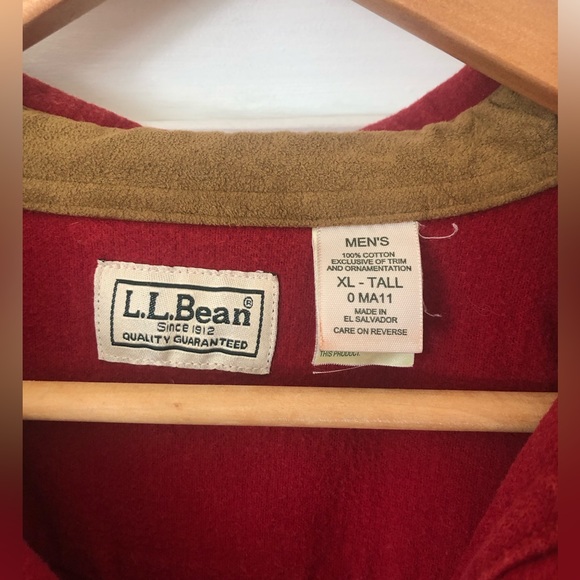 L.L.Bean®
Since 1912
QUALITY GUARANTEED
MEN'S
100% COTTON
EXCLUSIVE OF TRIM
AND ORNAMENTATION
XL - TALL
0 MA11
MADE IN
EL SALVADOR
CARE ON REVERSE
THIS PRODUCT